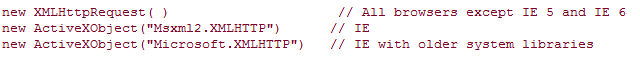 new XMLHttpRequest( )                     // All browsers except IE 5 and IE 6
new ActiveXObject("Msxml2.XMLHTTP")      // IE
new ActiveXObject("Microsoft.XMLHTTP")   // IE with older system libraries